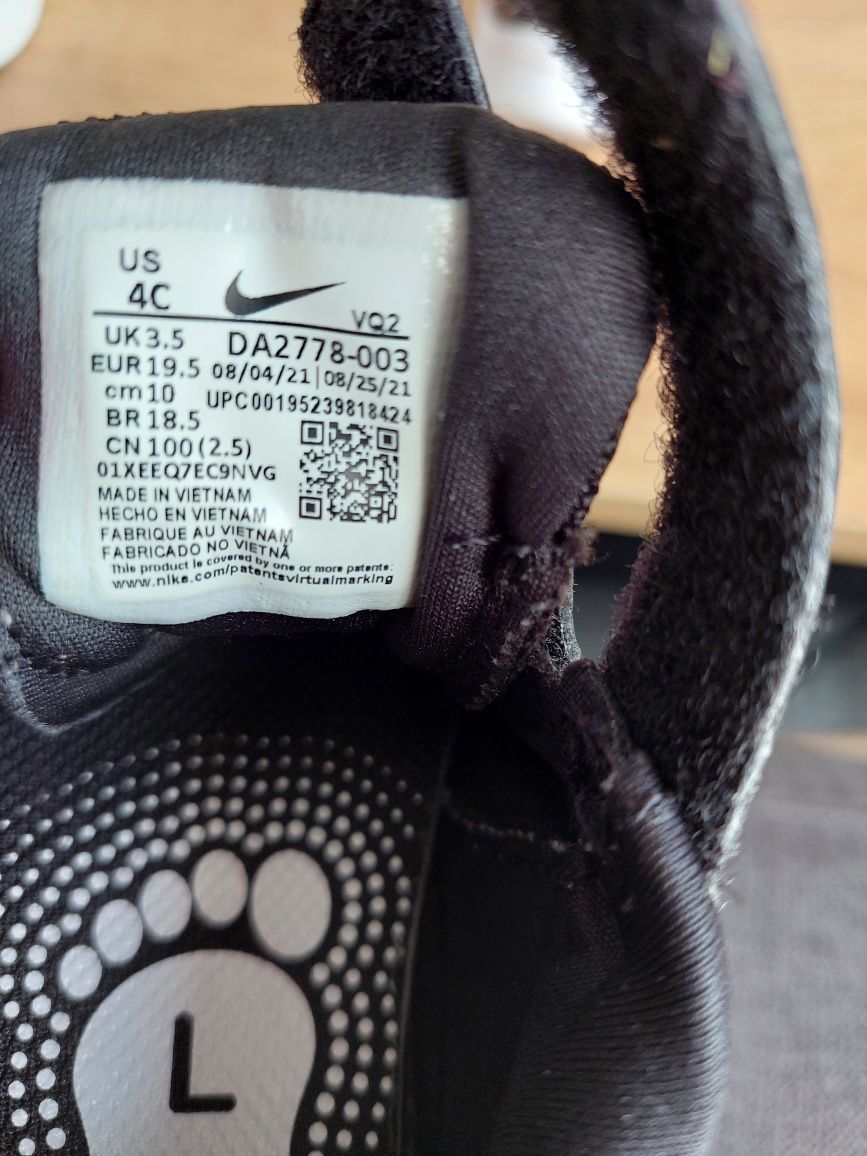 US
4C
VQ2
UK 3.5
DA2778-003
EUR 19.5
08/04/21|08/25/21
cm 10
UPC00195239818424
BR 18.5
CN 100 (2.5)
01XEEQ7EC9NVG
MADE IN VIETNAM
HECHO EN VIETNAM
FABRIQUE AU VIETNAM
FABRICADO NO VIETNÃ
This product is covered by one or more patents:
www.nike.com/patentsvirtualmarking
L